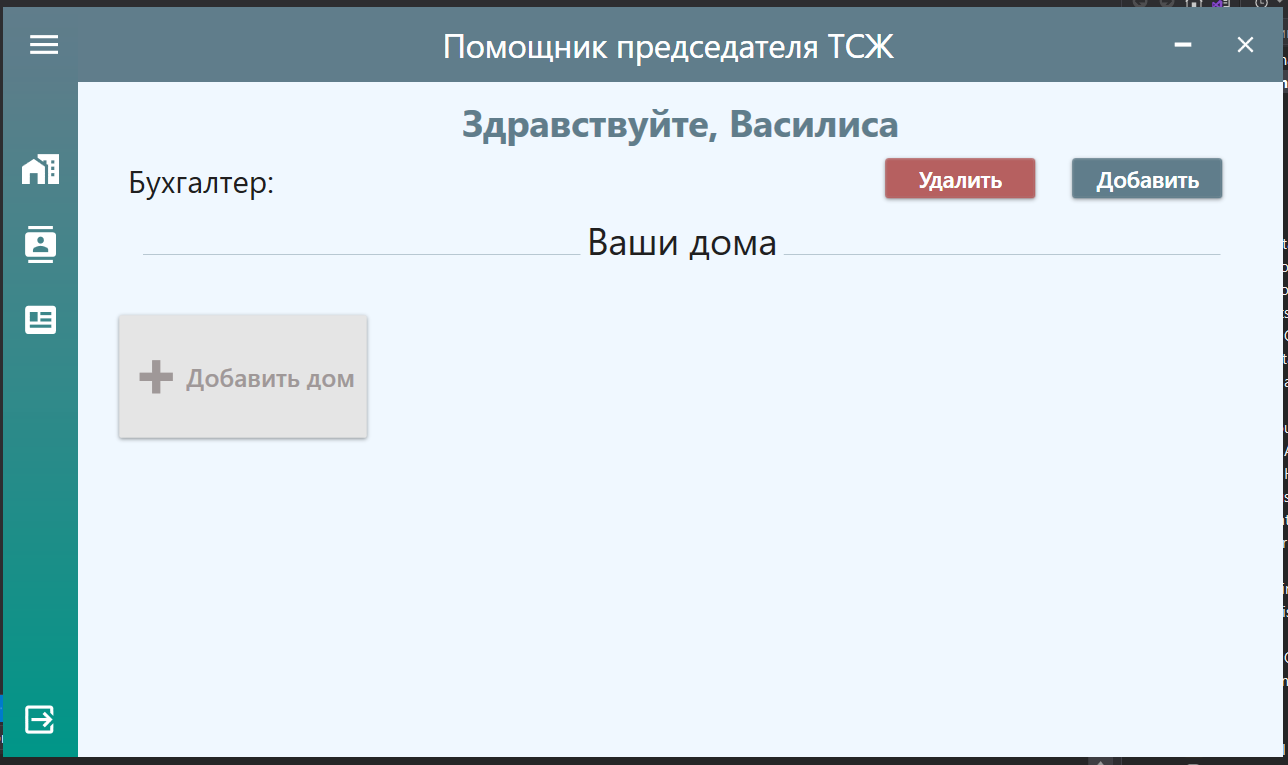 Помощник председателя ТСЖ
Здравствуйте, Василиса
Бухгалтер:
Удалить
Добавить
Ваши дома
Добавить дом